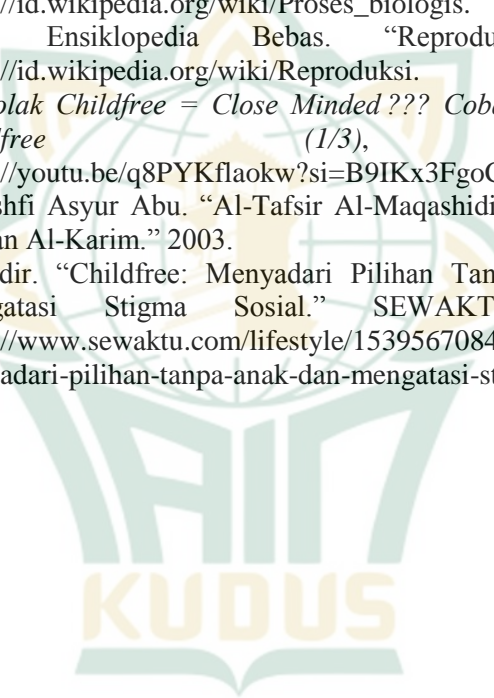 //id.wikipedia.org/wiki/Proses_biologis.
Ensiklopedia Bebas. “Reprodu
//id.wikipedia.org/wiki/Reproduksi.
olak Childfree = Close Minded ??? Coba
free (1/3),
//youtu.be/q8PYKflaokw?si=B9IKx3FgoC
shfi Asyur Abu. “Al-Tafsir Al-Maqashidi
an Al-Karim.” 2003.
dir. “Childfree: Menyadari Pilihan Tan
gatasi Stigma Sosial.” SEWAKT
//www.sewaktu.com/lifestyle/1539567084
adari-pilihan-tanpa-anak-dan-mengatasi-st
IAIN
KUDUS